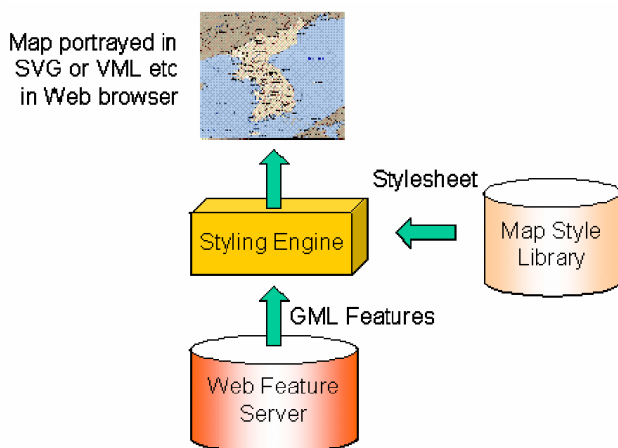 Map portrayed in
SVG or VML etc
in Web browser
Stylesheet
Styling Engine
Map Style
Library
GML Features
Web Feature
Server